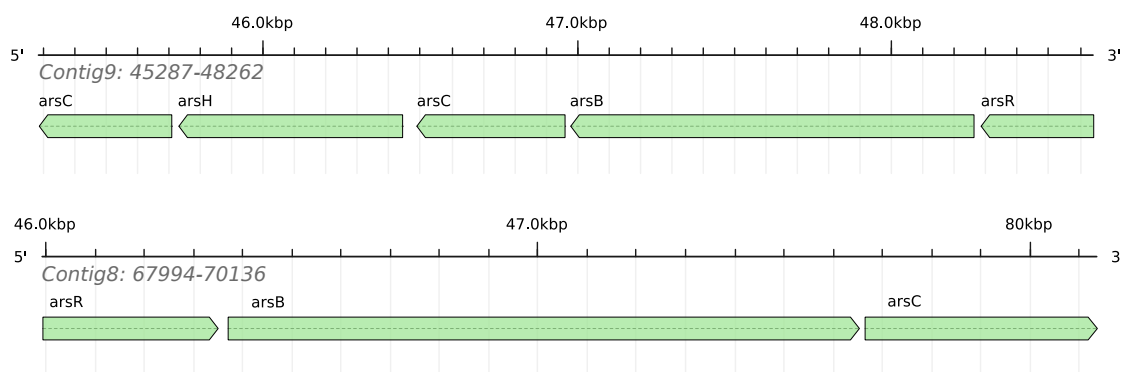 46.0kbp 47.0kbp 48.0kbp
5' 3'
Contig9: 45287-48262
arsC arsH arsC arsB arsR
46.0kbp 47.0kbp 80kbp
5' 3
Contig8: 67994-70136
arsR arsB arsC